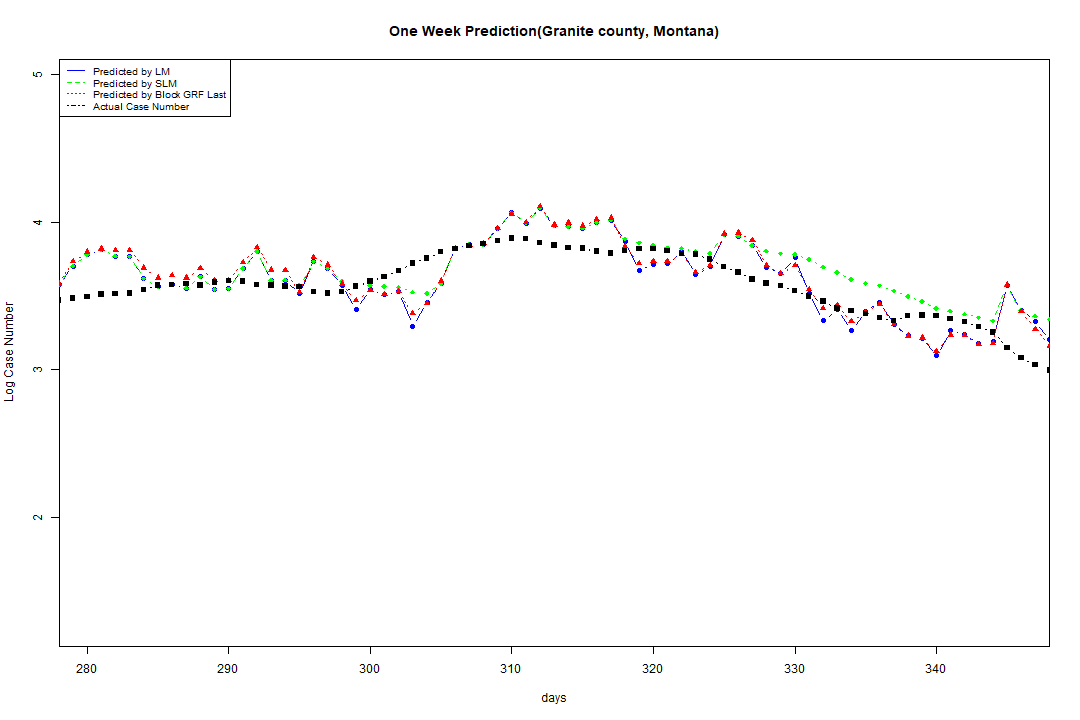 One Week Prediction(Granite county, Montana)
Predicted by LM
Predicted by SLM
Predicted by Block GRF Last
Actual Case Number
5
4
3
2
Log Case Number
280 290 300 310 320 330 340
days